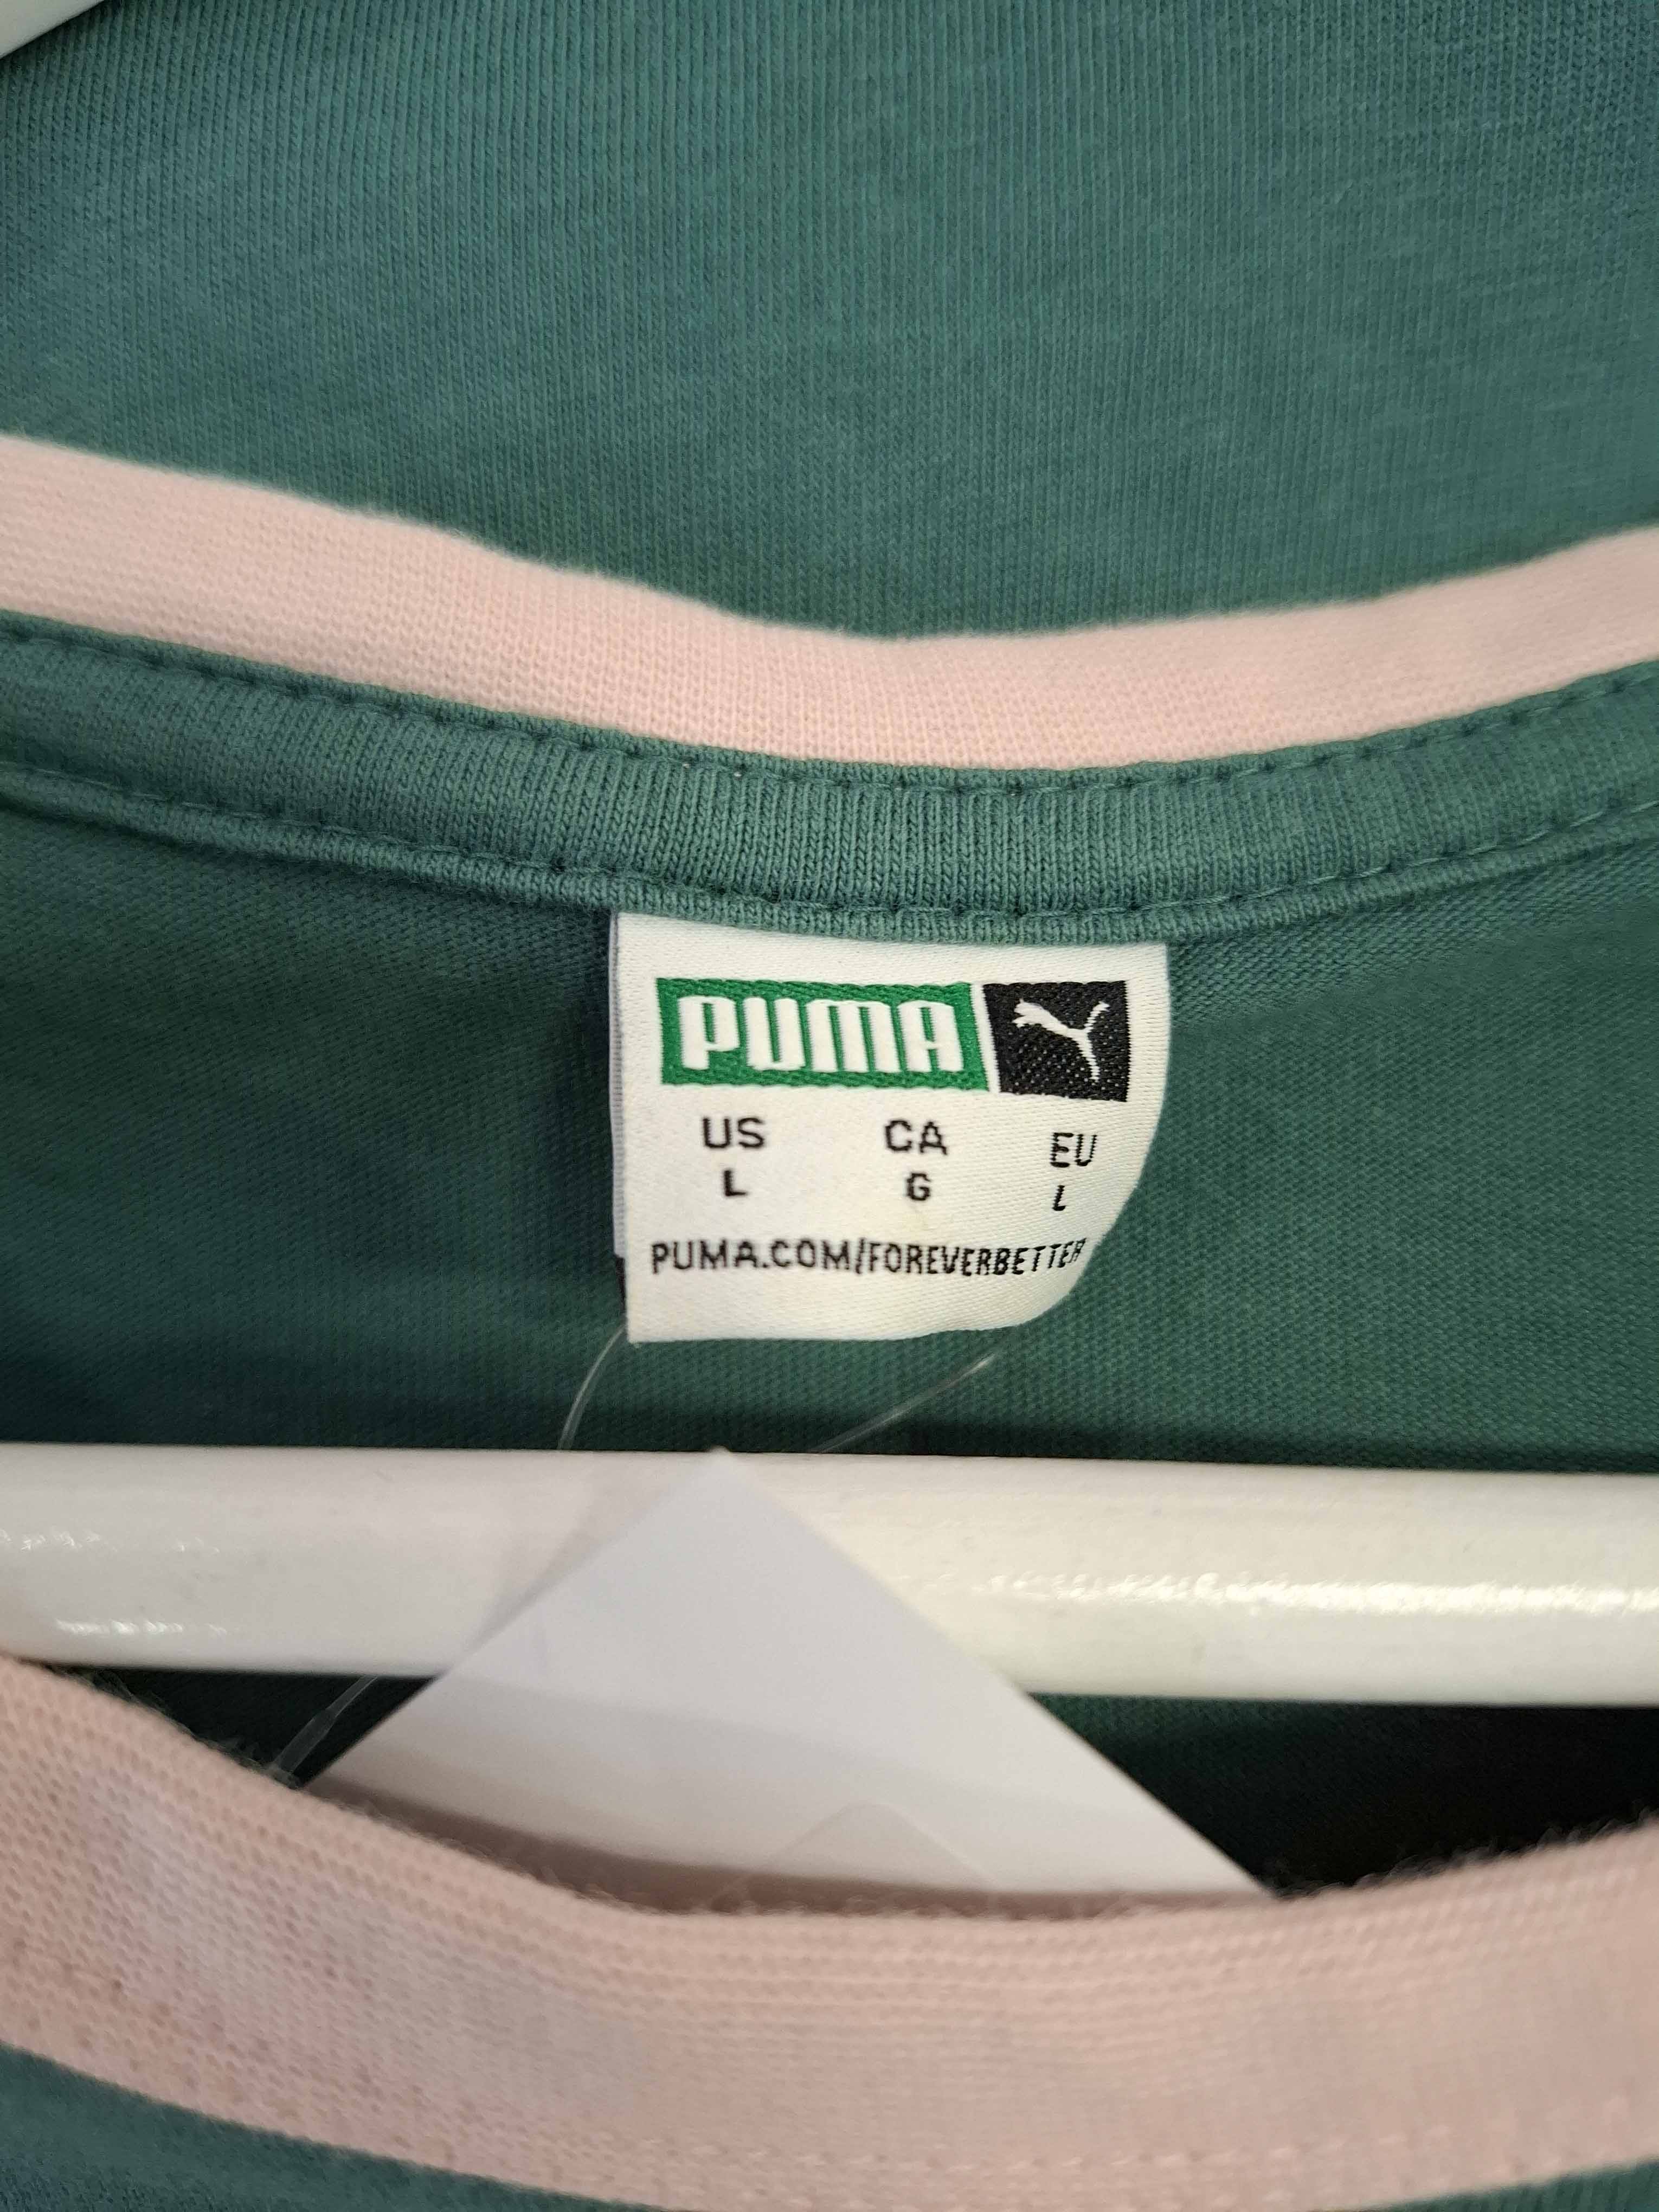 PUMA
US CA EU
L G L
PUMA.COM/FOREVERBETTER